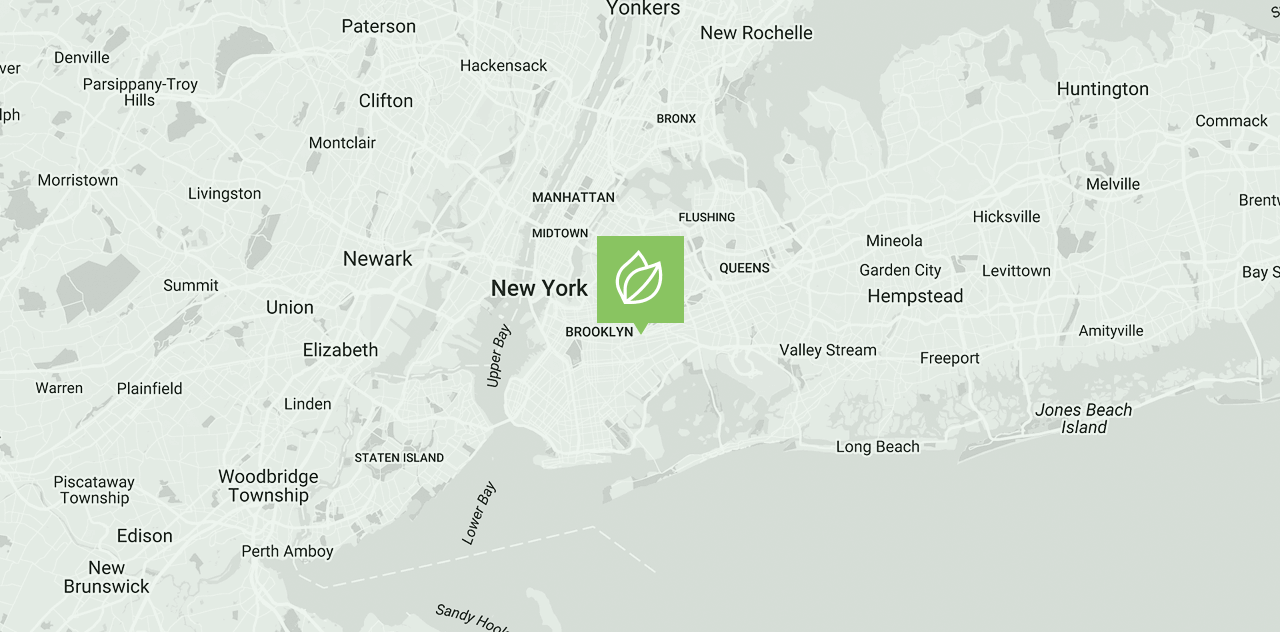 Yonkers
Paterson
New Rochelle
Denville
Hackensack
ver
Parsippany-Troy
Hills
Huntington
Clifton
lph
BRONX
Commack
Montclair
Morristown
Livingston
MANHATTAN
Melville
Brentw
FLUSHING
Hicksville
MIDTOWN
Mineola
Newark
QUEENS
Garden City
Levittown
Bay S
Summit
New York
Hempstead
Union
BROOKLYN
Amityville
Elizabeth
Upper Bay
Valley Stream
Freeport
Warren
Plainfield
Linden
Jones Beach
Island
Long Beach
STATEN ISLAND
Woodbridge
Township
Piscataway
Township
Lower Bay
Edison
Perth Amboy
New
Brunswick
Sandy Hook